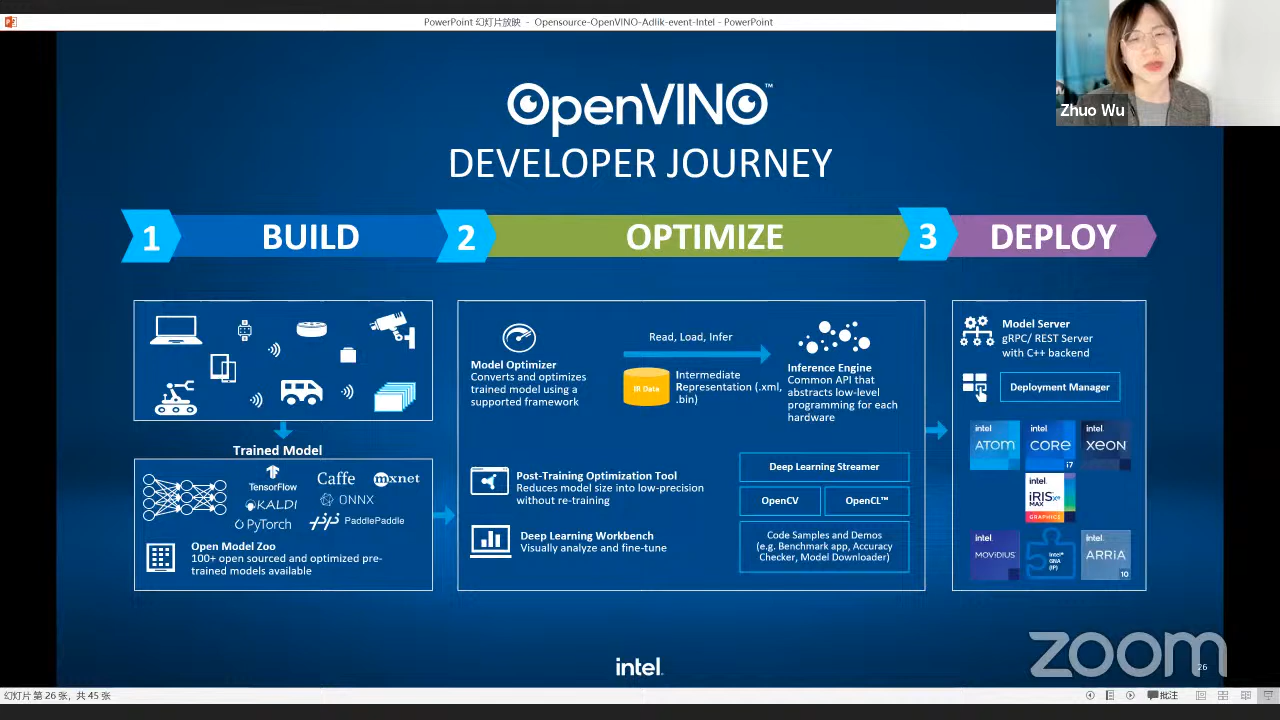 PowerPoint 幻灯片放映 - Opensource-OpenVINO-Adlik-event-Intel - PowerPoint
Zhuo Wu
OpenVINO™
DEVELOPER JOURNEY
1
BUILD
2
OPTIMIZE
3
DEPLOY
Trained Model
TensorFlow
Caffe
mxnet
KALDI
ONNX
PyTorch
PaddlePaddle
Open Model Zoo
100+ open sourced and optimized pre-
trained models available
Model Optimizer
Converts and optimizes
trained model using a
supported framework
Read, Load, Infer
IR Data
Intermediate
Representation (.xml,
.bin)
Inference Engine
Common API that
abstracts low-level
programming for each
hardware
Post-Training Optimization Tool
Reduces model size into low-precision
without re-training
Deep Learning Workbench
Visually analyze and fine-tune
Deep Learning Streamer
OpenCV
OpenCL™
Code Samples and Demos
(e.g. Benchmark app, Accuracy
Checker, Model Downloader)
Model Server
gRPC/ REST Server
with C++ backend
Deployment Manager
intel
ATOM
intel
CORE
i7
intel
XEON
intel.
iRIS Xe
MAX
GRAPHICS
intel
MOVIDIUS
Intel®
GNA
(IP)
intel
ARRiA
10
intel.
zoom
26
幻灯片 第 26 张，共 45 张
批注